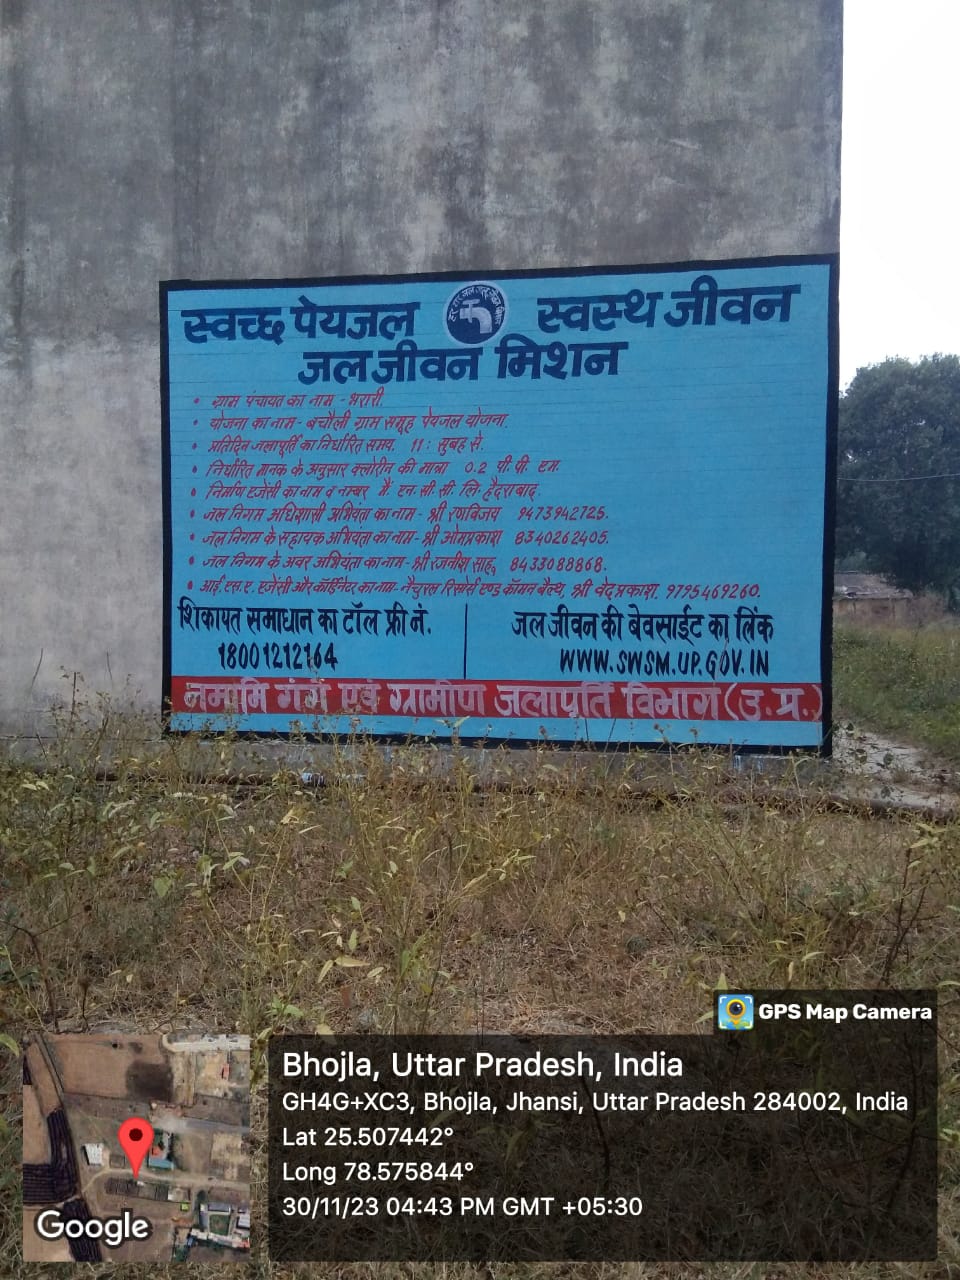 स्वच्छ पेयजल स्वस्थ जीवन
हर घर जल
जल जीवन मिशन
• ग्राम पंचायत का नाम - भरारी
• योजना का नाम - बचौली ग्राम समूह पेयजल योजना.
• प्रतिदिन जलापूर्ति का निर्धारित समय. 11: सुबह से.
• निर्धारित मानक के अनुसार क्लोरिन की मात्रा 0.2 पी. पी. एम.
• निर्माण एजेंसी का नाम व नम्बर मै. एन. सी. सी. लि. हैदराबाद.
• जल निगम अधिशासी अभियंता का नाम - श्री रणविजय 9473942725.
• जल निगम के सहायक अभियंता का नाम - श्री ओमप्रकाश 8340262405.
• जल निगम के अवर अभियंता का नाम - श्री रजनीश साहू 8433088868.
• आई. एस. ए. एजेंसी और कॉर्डिनेटर का नाम- नैचुरल रिसोर्स एण्ड कॉमन वैल्थ, श्री वेदप्रकाश. 9795469260.
शिकायत समाधान का टॉल फ्री नं.
18001212164
जल जीवन की बेवसाईट का लिंक
WWW.SWSM.UP.GOV.IN
नमामि गंगे एवं ग्रामीण जलापूर्ति विभाग (उ.प्र.)
GPS Map Camera
Bhojla, Uttar Pradesh, India
GH4G+XC3, Bhojla, Jhansi, Uttar Pradesh 284002, India
Lat 25.507442°
Long 78.575844°
30/11/23 04:43 PM GMT +05:30
Google